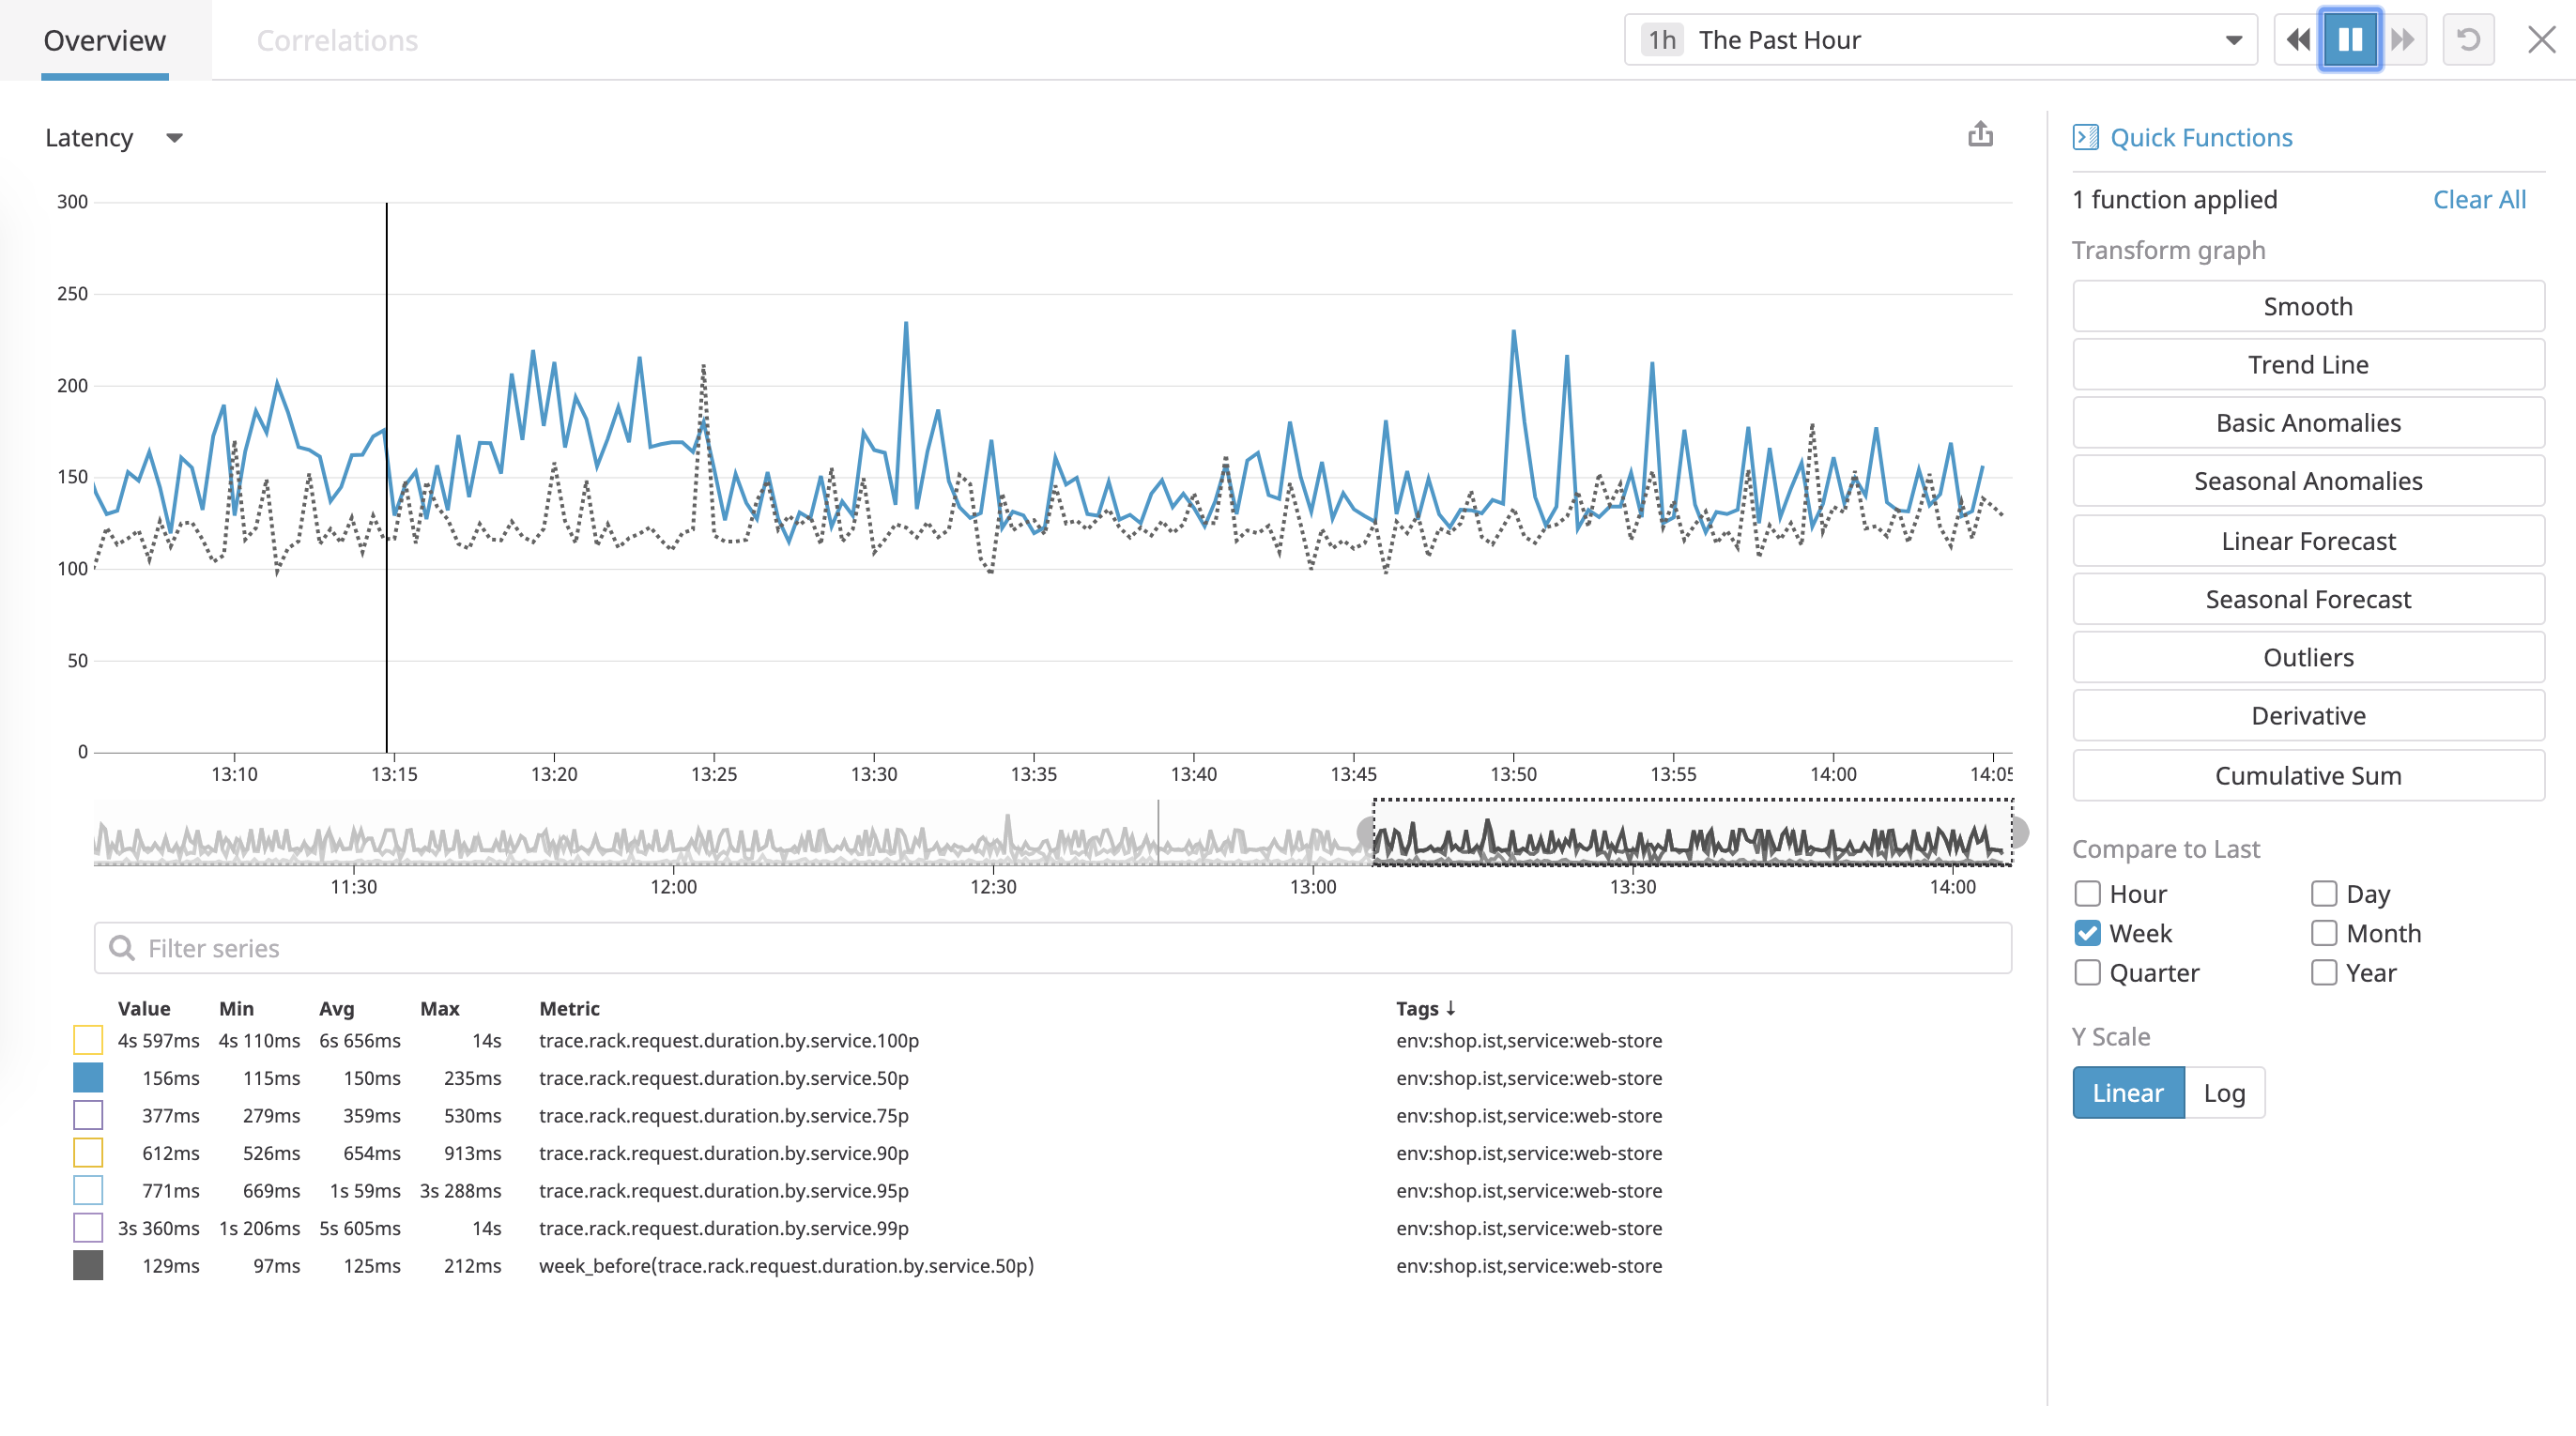 Overview
Correlations
1h The Past Hour
Latency
300
250
200
150
100
50
0
13:10 13:15 13:20 13:25 13:30 13:35 13:40 13:45 13:50 13:55 14:00 14:05
11:30 12:00 12:30 13:00 13:30 14:00
Filter series
Value Min Avg Max Metric Tags ↓
4s 597ms 4s 110ms 6s 656ms 14s trace.rack.request.duration.by.service.100p env:shop.ist,service:web-store
156ms 115ms 150ms 235ms trace.rack.request.duration.by.service.50p env:shop.ist,service:web-store
377ms 279ms 359ms 530ms trace.rack.request.duration.by.service.75p env:shop.ist,service:web-store
612ms 526ms 654ms 913ms trace.rack.request.duration.by.service.90p env:shop.ist,service:web-store
771ms 669ms 1s 59ms 3s 288ms trace.rack.request.duration.by.service.95p env:shop.ist,service:web-store
3s 360ms 1s 206ms 5s 605ms 14s trace.rack.request.duration.by.service.99p env:shop.ist,service:web-store
129ms 97ms 125ms 212ms week_before(trace.rack.request.duration.by.service.50p) env:shop.ist,service:web-store
Quick Functions
1 function applied Clear All
Transform graph
Smooth
Trend Line
Basic Anomalies
Seasonal Anomalies
Linear Forecast
Seasonal Forecast
Outliers
Derivative
Cumulative Sum
Compare to Last
Hour Day
Week Month
Quarter Year
Y Scale
Linear Log